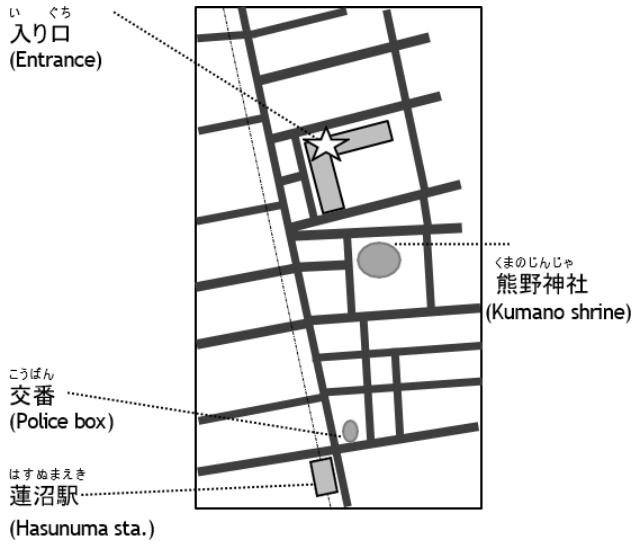 い　ぐち
入り口
(Entrance)
くまのじんじゃ
熊野神社
(Kumano shrine)
こうばん
交番
(Police box)
はすぬまえき
蓮沼駅
(Hasunuma sta.)